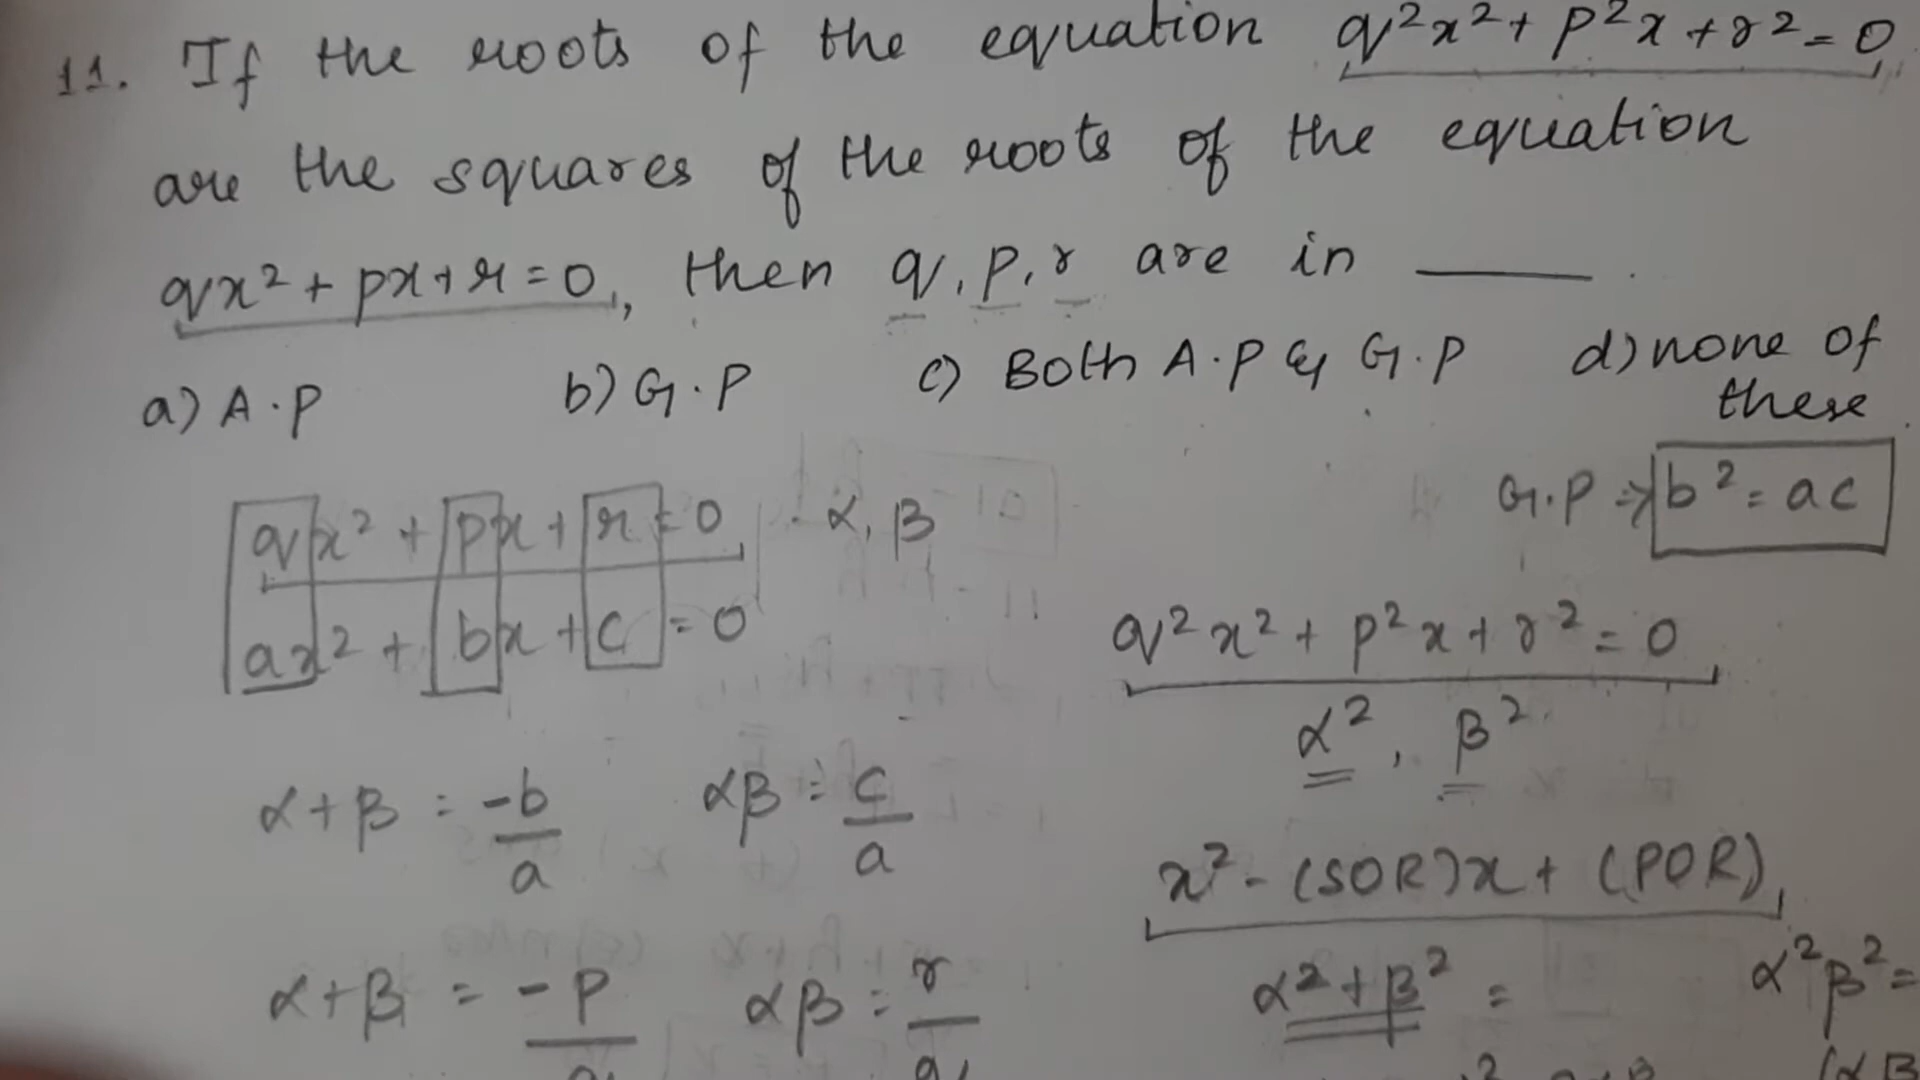 11. If the roots of the equation q²x² + p²x + r² = 0
are the squares of the roots of the equation
qx² + px + r = 0, then q, p, r are in ______.
a) A.P b) G.P c) Both A.P & G.P d) none of these
G.P ⇒ b² = ac
qx² + px + r = 0 α, β
ax² + bx + c = 0
q²x² + p²x + r² = 0
α², β²
α + β = -b/a αβ = c/a
x² - (SOR)x + (POR)
α + β = -p/q αβ = r/q
α² + β² = α²β² =